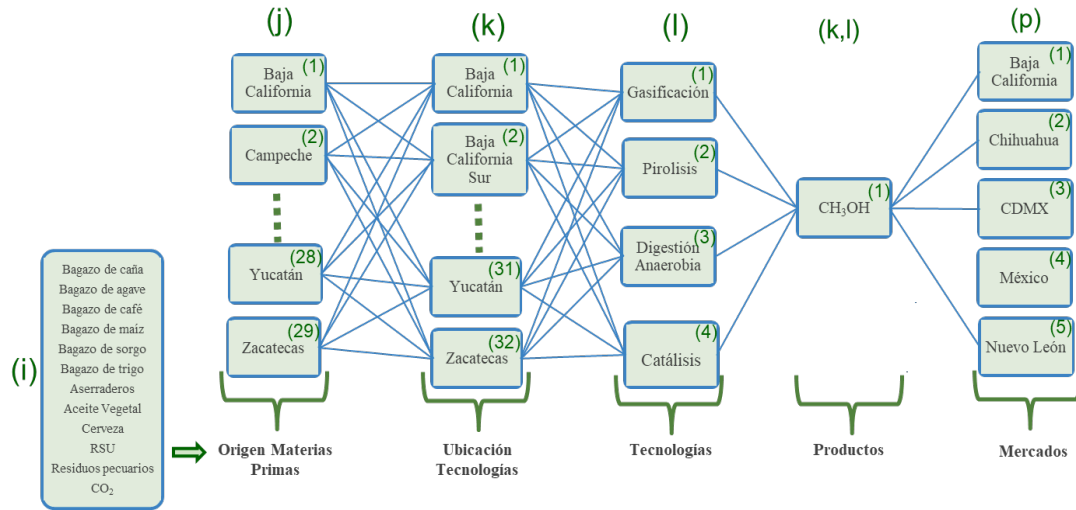 (j)
(k)
(l)
(k,l)
(p)
(i)
Bagazo de caña
Bagazo de agave
Bagazo de café
Bagazo de maíz
Bagazo de sorgo
Bagazo de trigo
Aserraderos
Aceite Vegetal
Cerveza
RSU
Residuos pecuarios
CO₂
(1)
Baja
California
(2)
Campeche
(28)
Yucatán
(29)
Zacatecas
Origen Materias
Primas
(1)
Baja
California
(2)
Baja
California
Sur
(31)
Yucatán
(32)
Zacatecas
Ubicación
Tecnologías
(1)
Gasificación
(2)
Pirolisis
(3)
Digestión
Anaerobia
(4)
Catálisis
Tecnologías
(1)
CH₃OH
Productos
(1)
Baja
California
(2)
Chihuahua
(3)
CDMX
(4)
México
(5)
Nuevo León
Mercados